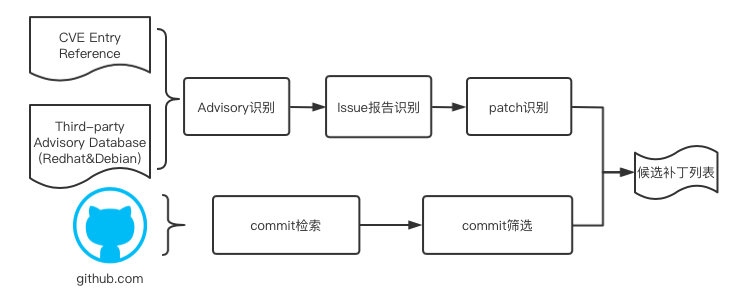 CVE Entry
Reference
Third-party
Advisory Database
(Redhat&Debian)
Advisory识别
Issue报告识别
patch识别
候选补丁列表
commit检索
commit筛选
github.com